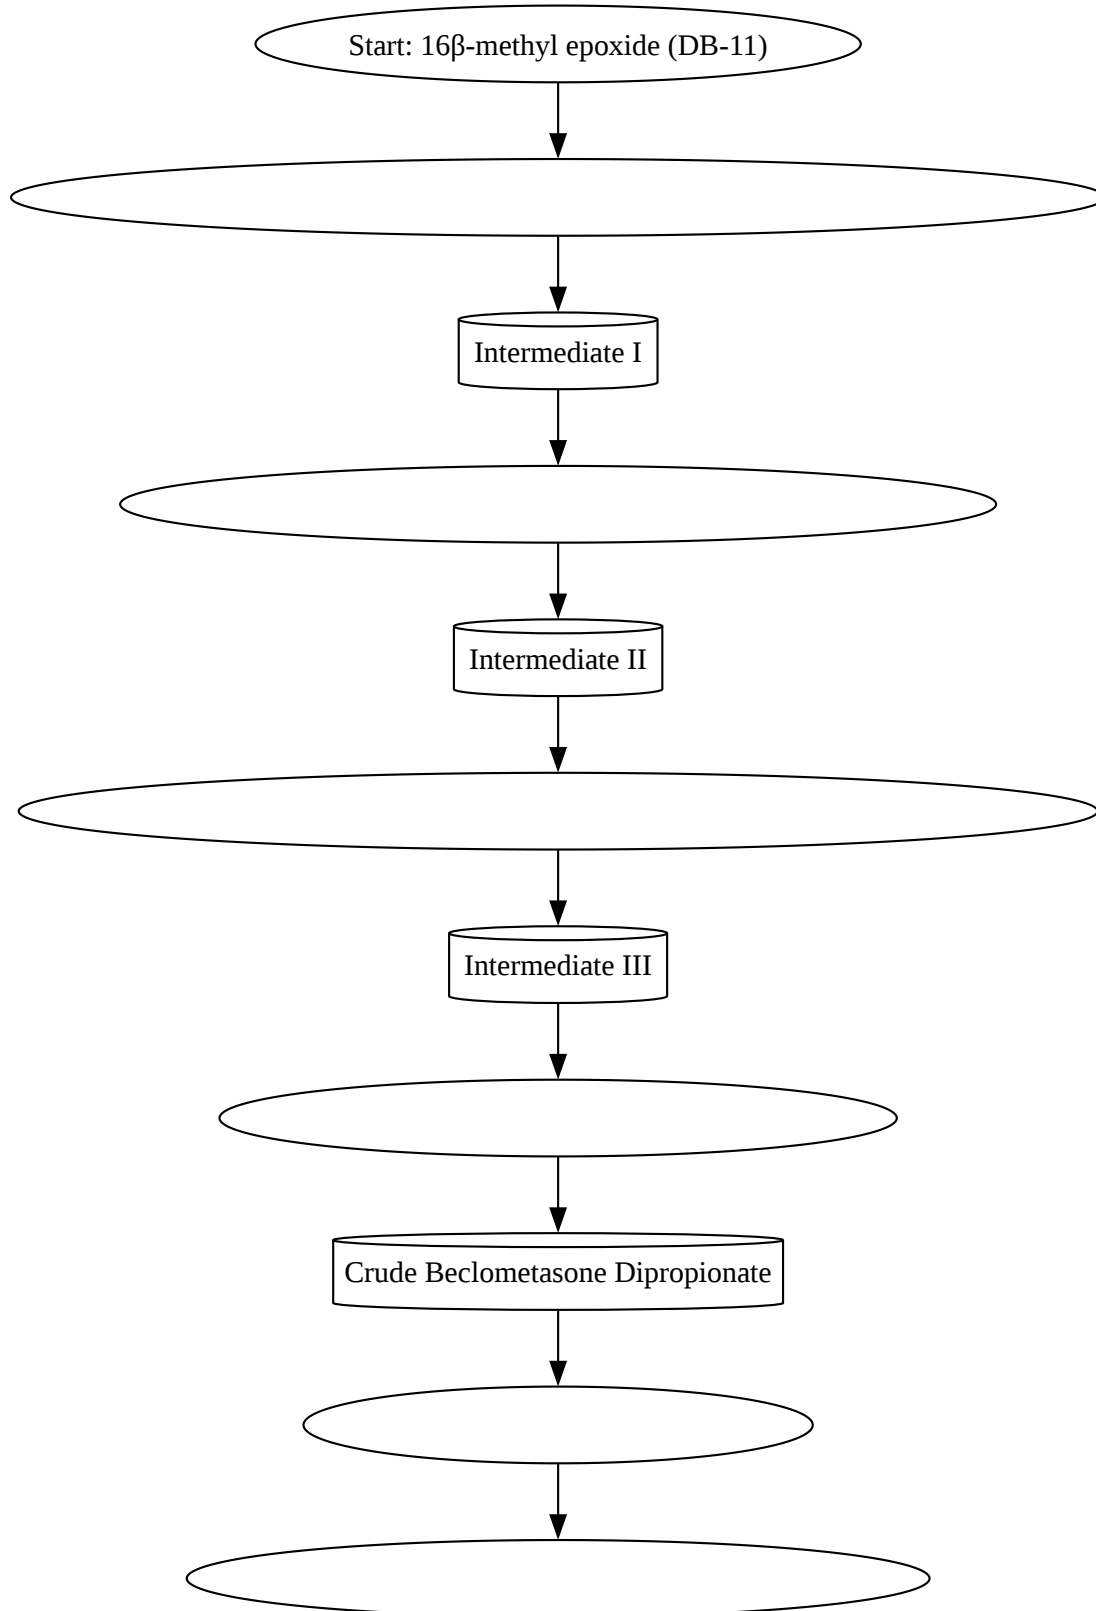 Start: 16β-methyl epoxide (DB-11)
Intermediate I
Intermediate II
Intermediate III
Crude Beclometasone Dipropionate